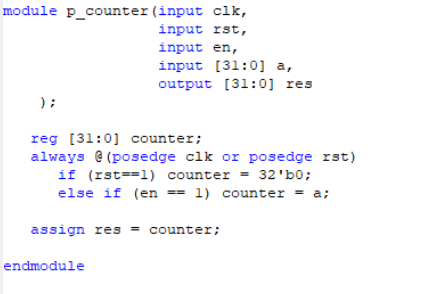 module p_counter(input clk,
input rst,
input en,
input [31:0] a,
output [31:0] res
);
reg [31:0] counter;
always @(posedge clk or posedge rst)
if (rst==1) counter = 32'b0;
else if (en == 1) counter = a;
assign res = counter;
endmodule